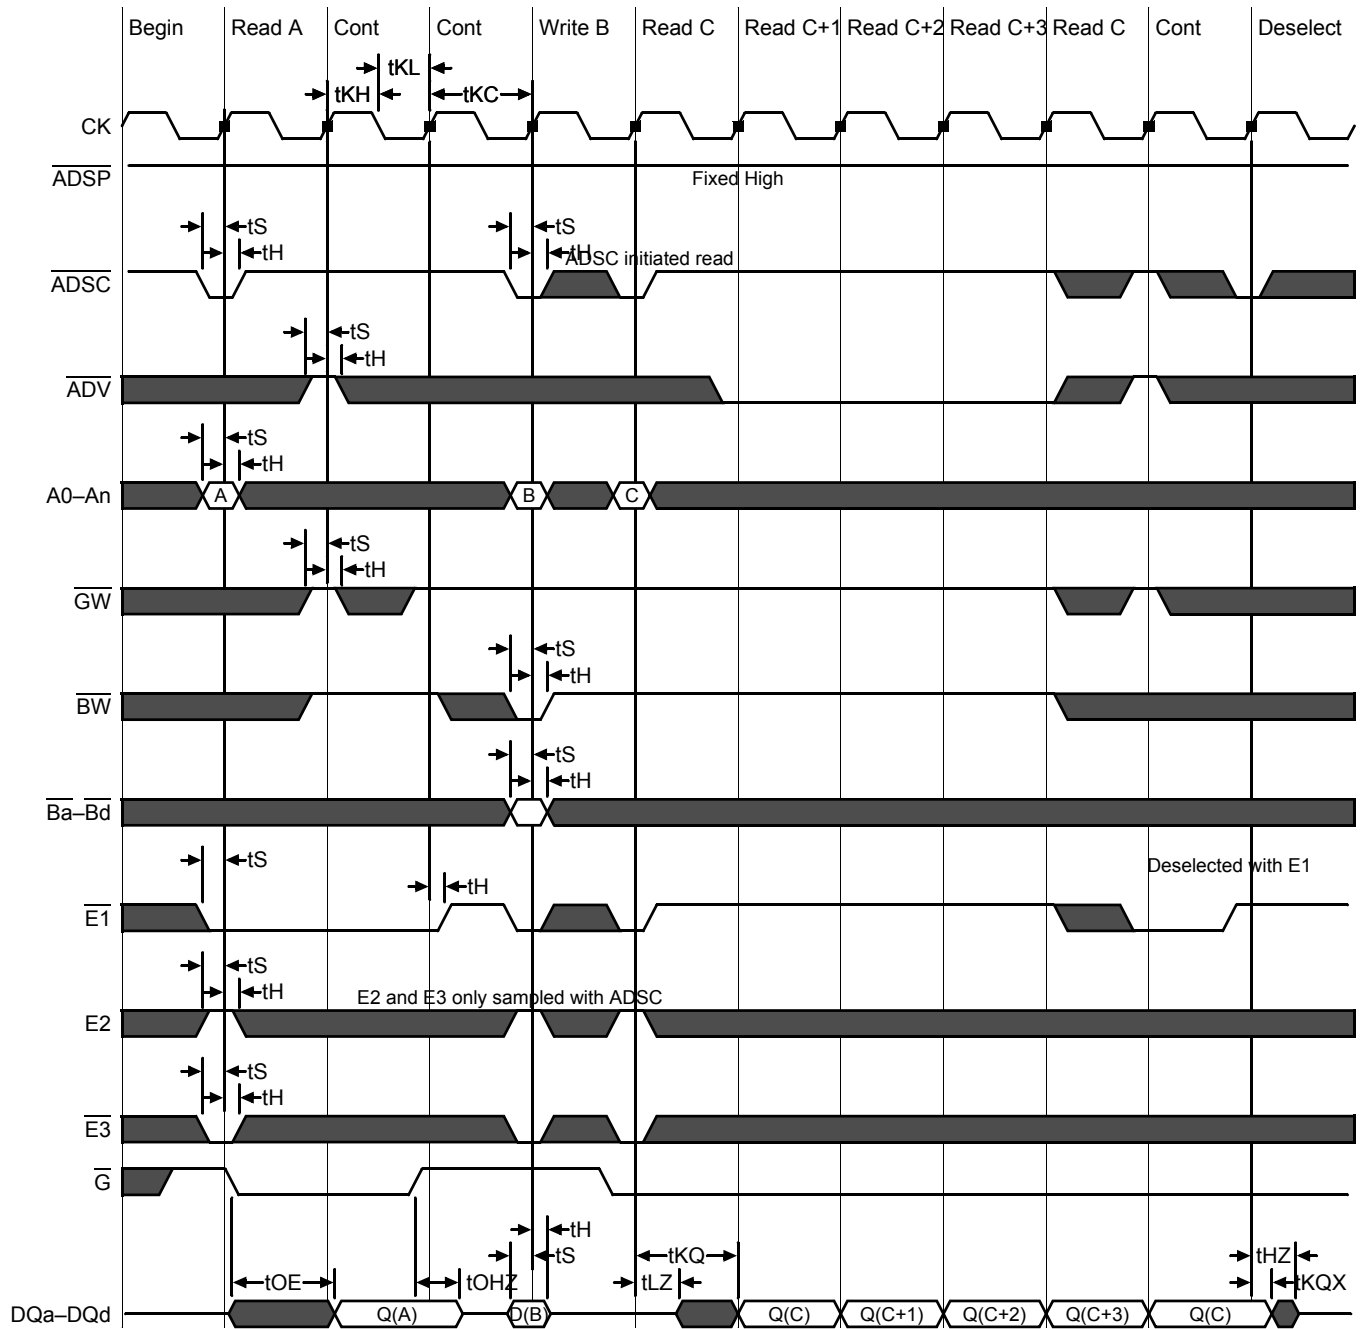 Begin Read A Cont Cont Write B Read C Read C+1 Read C+2 Read C+3 Read C Cont Deselect
tKL
tKH tKC
CK
ADSP
Fixed High
tS tS
tH tH
ADSC initiated read
ADSC
tS
tH
ADV
tS
tH
A0–An A B C
tS
tH
GW
tS
tH
BW
tS
tH
Ba–Bd
tS Deselected with E1
tH
E1
tS
tH
E2 and E3 only sampled with ADSC
E2
tS
tH
E3
G
tH
tS tKQ tHZ
tOE tOHZ tLZ tKQX
DQa–DQd Q(A) D(B) Q(C) Q(C+1) Q(C+2) Q(C+3) Q(C)